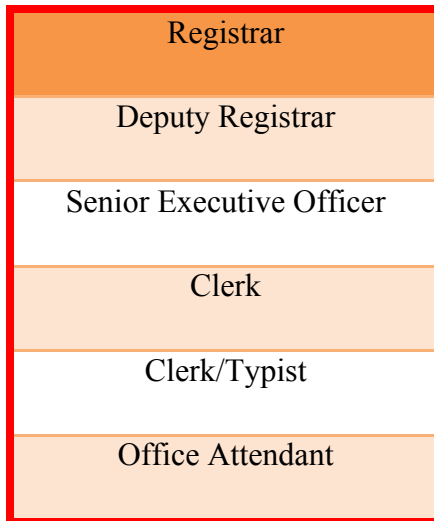 Registrar
Deputy Registrar
Senior Executive Officer
Clerk
Clerk/Typist
Office Attendant